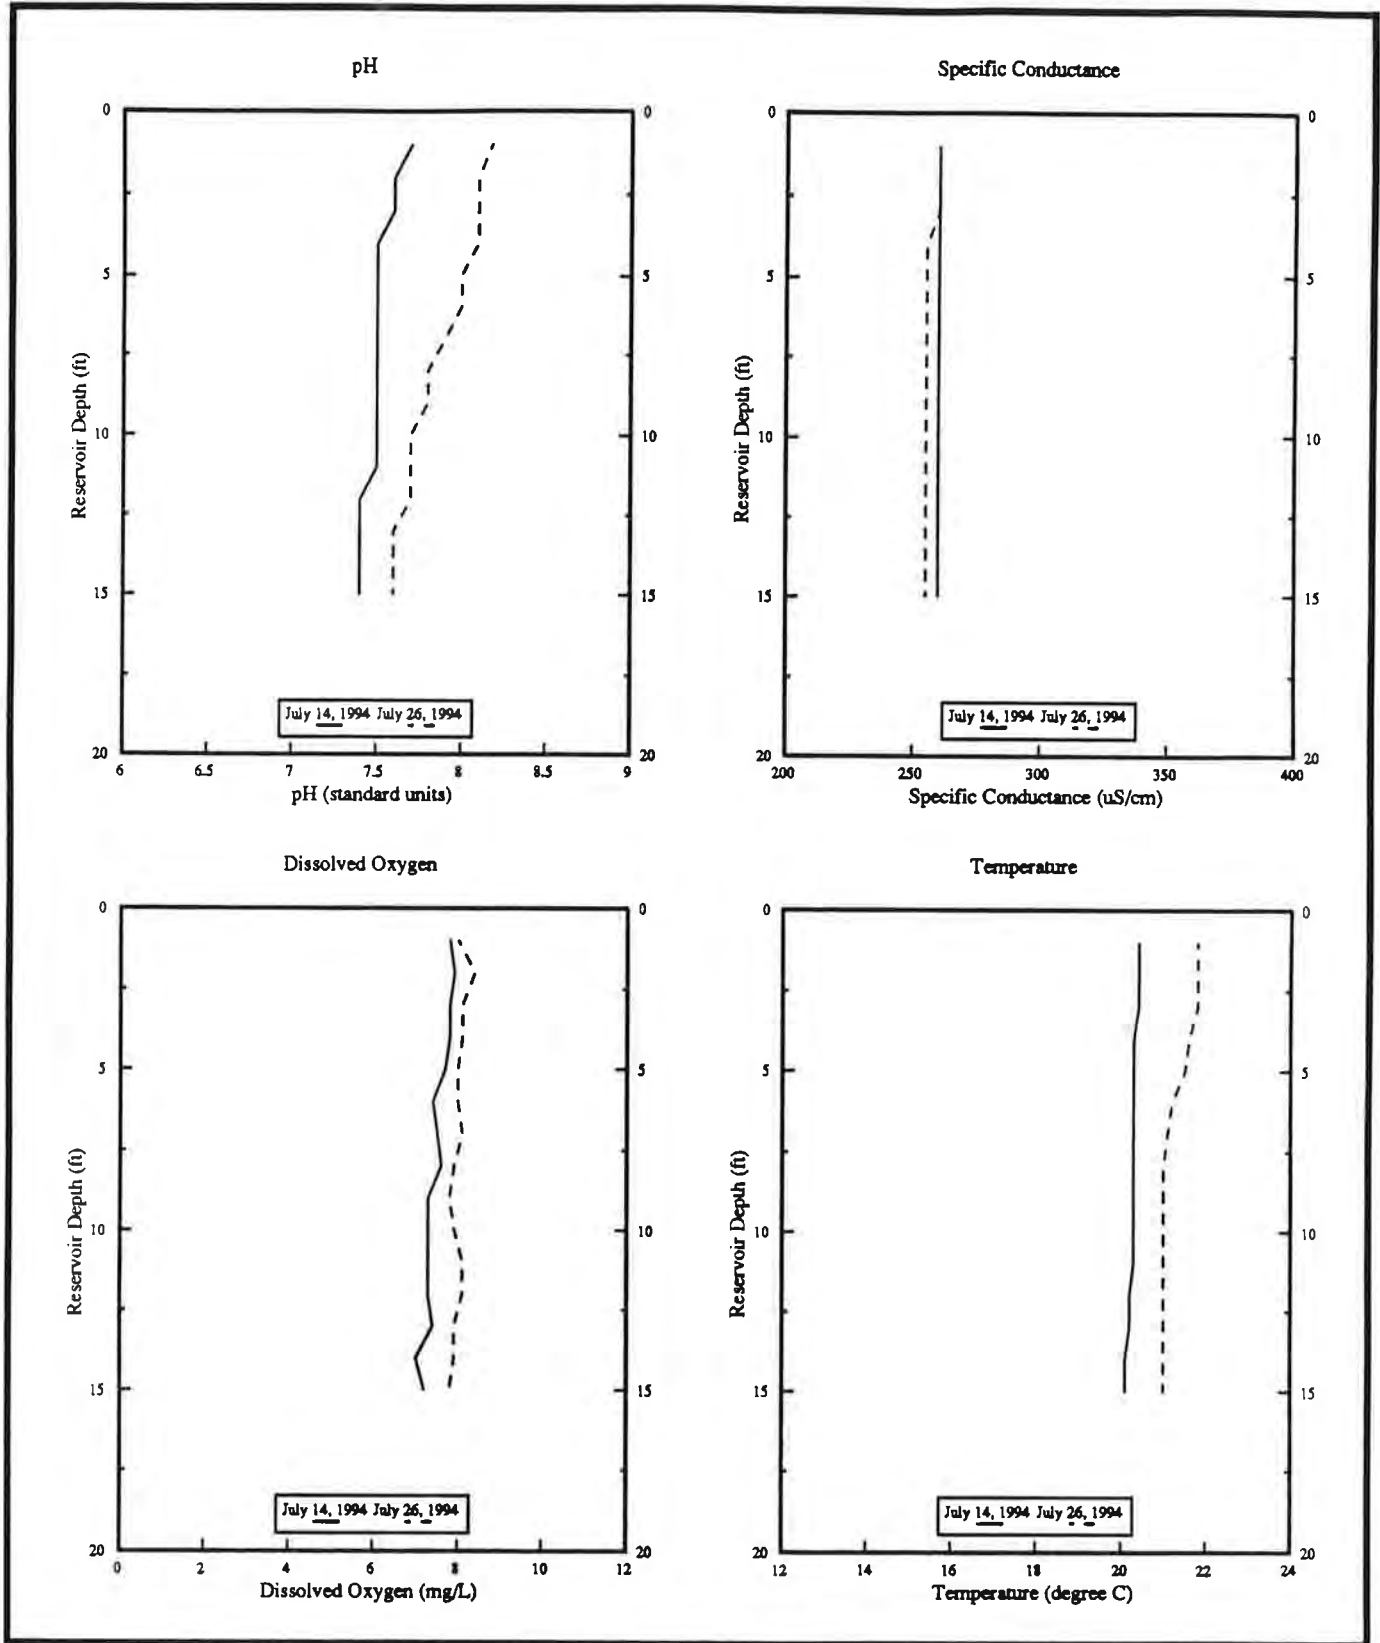 pH
0 0
5 5
10 10
15 15
20 20
Reservoir Depth (ft)
July 14, 1994 July 26, 1994
6 6.5 7 7.5 8 8.5 9
pH (standard units)
Specific Conductance
0 0
5 5
10 10
15 15
20 20
Reservoir Depth (ft)
July 14, 1994 July 26, 1994
200 250 300 350 400
Specific Conductance (uS/cm)
Dissolved Oxygen
0 0
5 5
10 10
15 15
20 20
Reservoir Depth (ft)
July 14, 1994 July 26, 1994
0 2 4 6 8 10 12
Dissolved Oxygen (mg/L)
Temperature
0 0
5 5
10 10
15 15
20 20
Reservoir Depth (ft)
July 14, 1994 July 26, 1994
12 14 16 18 20 22 24
Temperature (degree C)